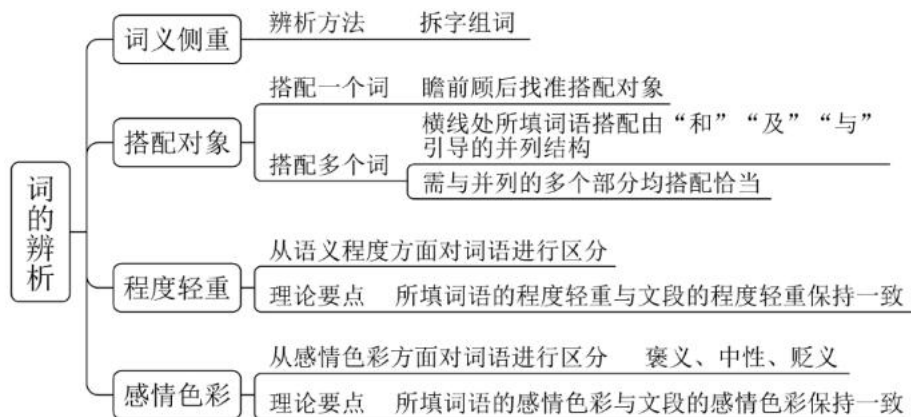 词的辨析
词义侧重
辨析方法 拆字组词
搭配对象
搭配一个词 瞻前顾后找准搭配对象
搭配多个词
横线处所填词语搭配由“和”“及”“与”
引导的并列结构
需与并列的多个部分均搭配恰当
程度轻重
从语义程度方面对词语进行区分
理论要点 所填词语的程度轻重与文段的程度轻重保持一致
感情色彩
从感情色彩方面对词语进行区分 褒义、中性、贬义
理论要点 所填词语的感情色彩与文段的感情色彩保持一致